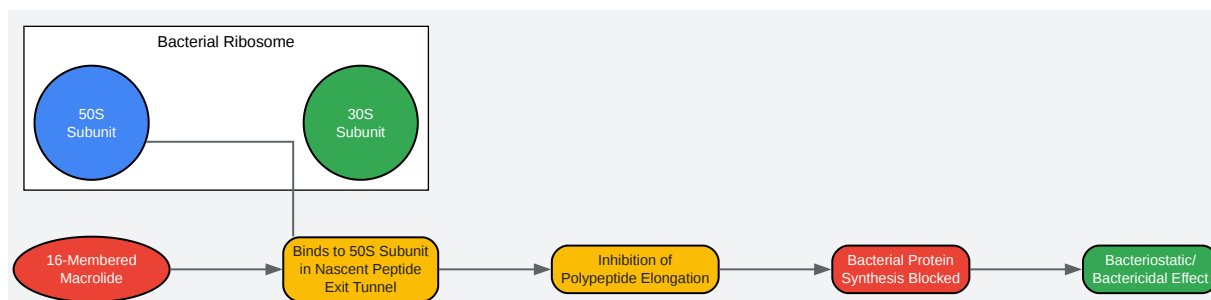 Bacterial Ribosome
50S
Subunit
30S
Subunit
16-Membered
Macrolide
Binds to 50S Subunit
in Nascent Peptide
Exit Tunnel
Inhibition of
Polypeptide Elongation
Bacterial Protein
Synthesis Blocked
Bacteriostatic/
Bactericidal Effect